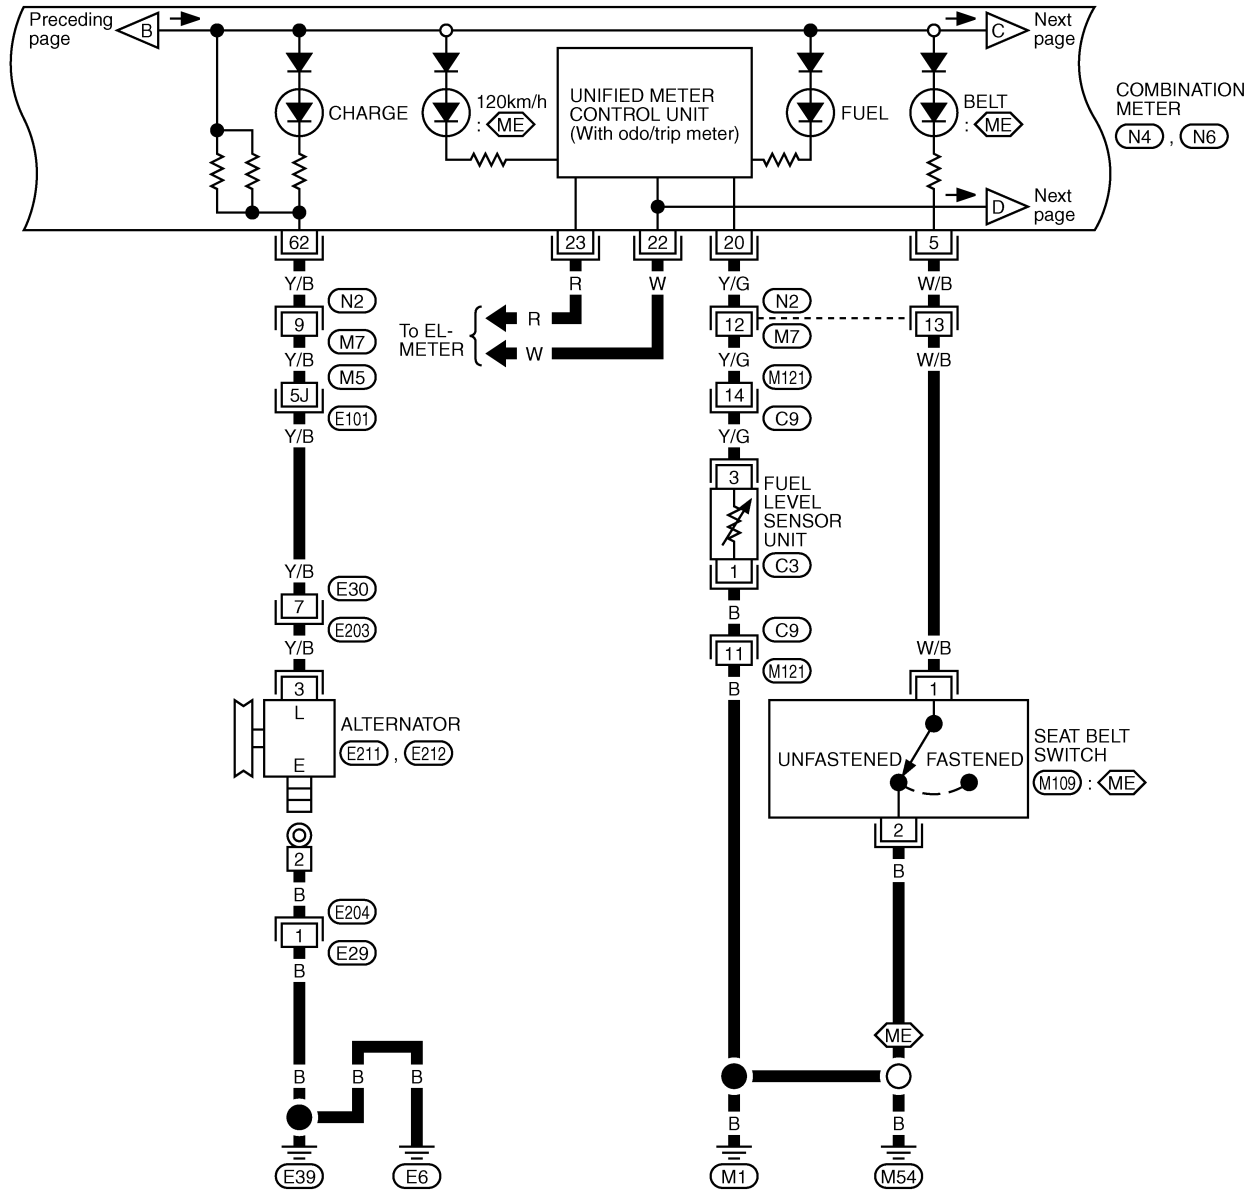 Preceding
page
B
C
Next
page
CHARGE
120km/h
: ME
UNIFIED METER
CONTROL UNIT
(With odo/trip meter)
FUEL
BELT
: ME
COMBINATION
METER
N4 , N6
D
Next
page
62
23
22
20
5
Y/B
R
W
Y/G
W/B
N2
N2
9
R
12
13
To EL-
METER
M7
M7
W
Y/B
Y/G
W/B
M5
M121
5J
14
E101
C9
Y/B
Y/G
3
FUEL
LEVEL
SENSOR
UNIT
Y/B
1
C3
E30
7
B
E203
C9
Y/B
11
W/B
M121
3
B
1
L
ALTERNATOR
E211 , E212
E
SEAT BELT
SWITCH
M109 : ME
UNFASTENED
FASTENED
2
2
B
B
E204
1
E29
B
ME
B
B
B
B
B
E39
E6
M1
M54